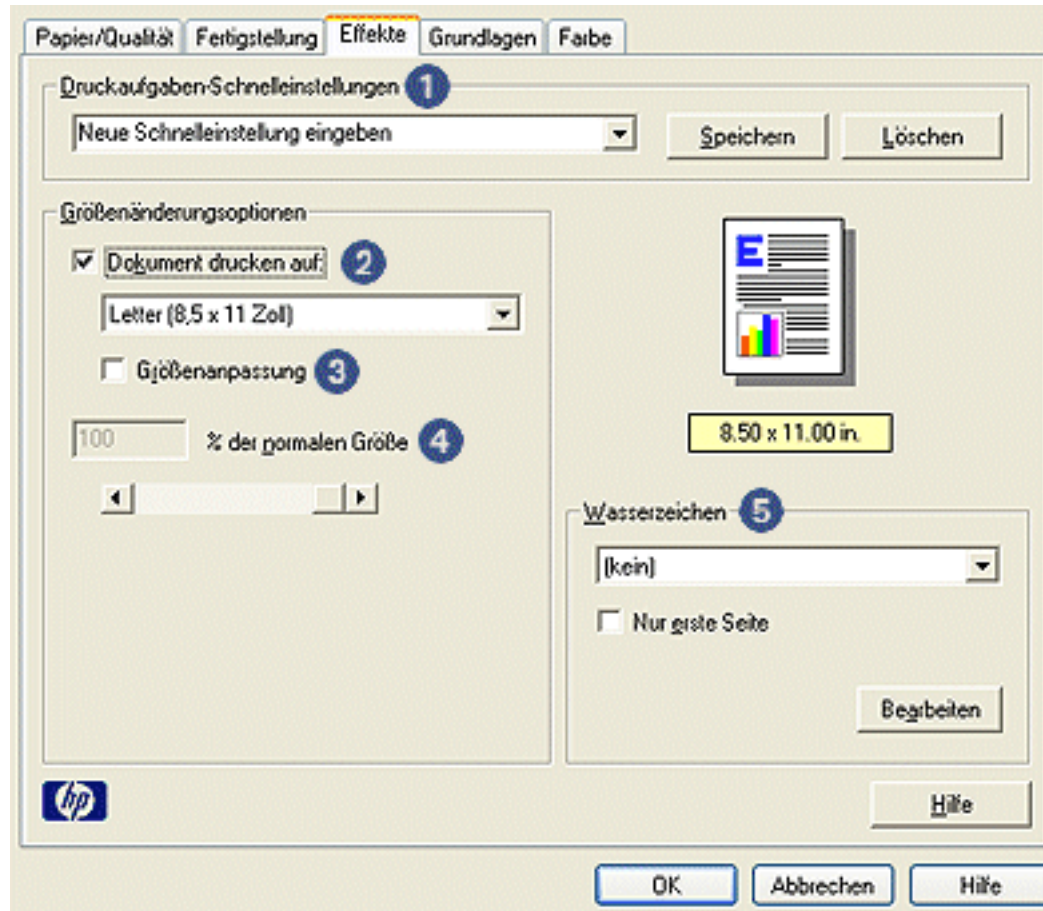 Papier/Qualität Fertigstellung Effekte Grundlagen Farbe
Druckaufgaben-Schnelleinstellungen 1
Neue Schnelleinstellung eingeben Speichern Löschen
Größenänderungsoptionen
Dokument drucken auf: 2
Letter (8,5 x 11 Zoll)
Größenanpassung 3
100 % der normalen Größe 4
E
8.50 x 11.00 in.
Wasserzeichen 5
(kein)
Nur erste Seite
Bearbeiten
hp
Hilfe
OK Abbrechen Hilfe